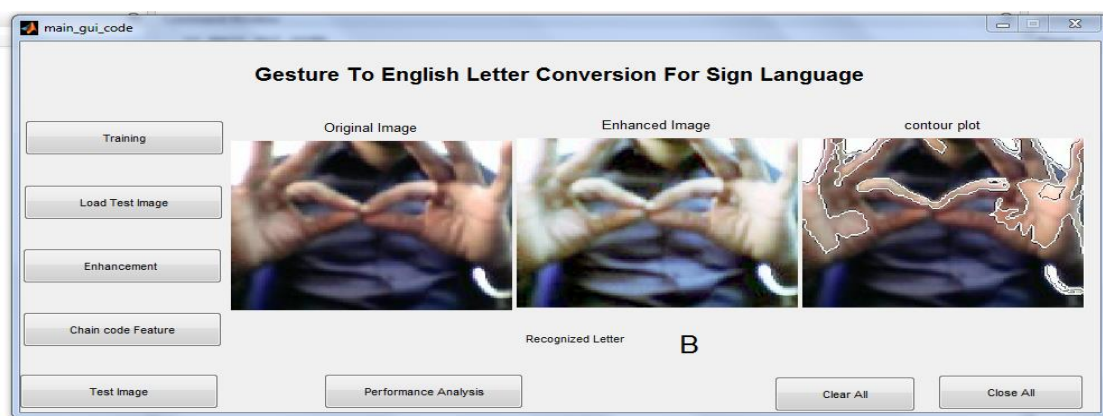 main_gui_code
Gesture To English Letter Conversion For Sign Language
Original Image
Enhanced Image
contour plot
Training
Load Test Image
Enhancement
Chain code Feature
Recognized Letter
B
Test Image
Performance Analysis
Clear All
Close All